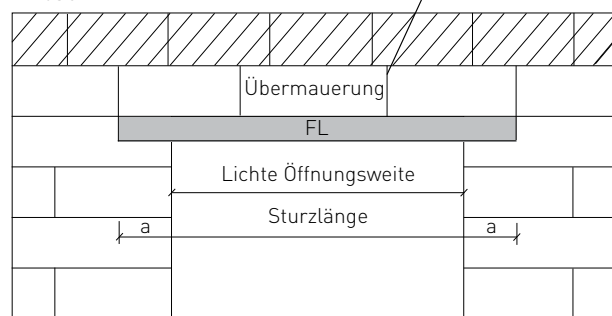 Übermauerung
FL
Lichte Öffnungsweite
Sturzlänge
a
a